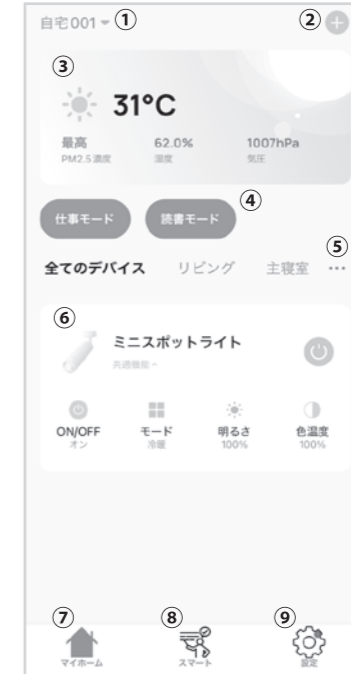 自宅001 ①
②
③
31°C
最高 62.0% 1007hPa
PM2.5濃度 湿度 気圧
④
仕事モード 読書モード
⑤
全てのデバイス リビング 主寝室 …
⑥
ミニスポットライト
共通機能
ON/OFF モード 明るさ 色温度
オン 冷暖 100% 100%
⑦ ⑧ ⑨
マイホーム スマート 設定